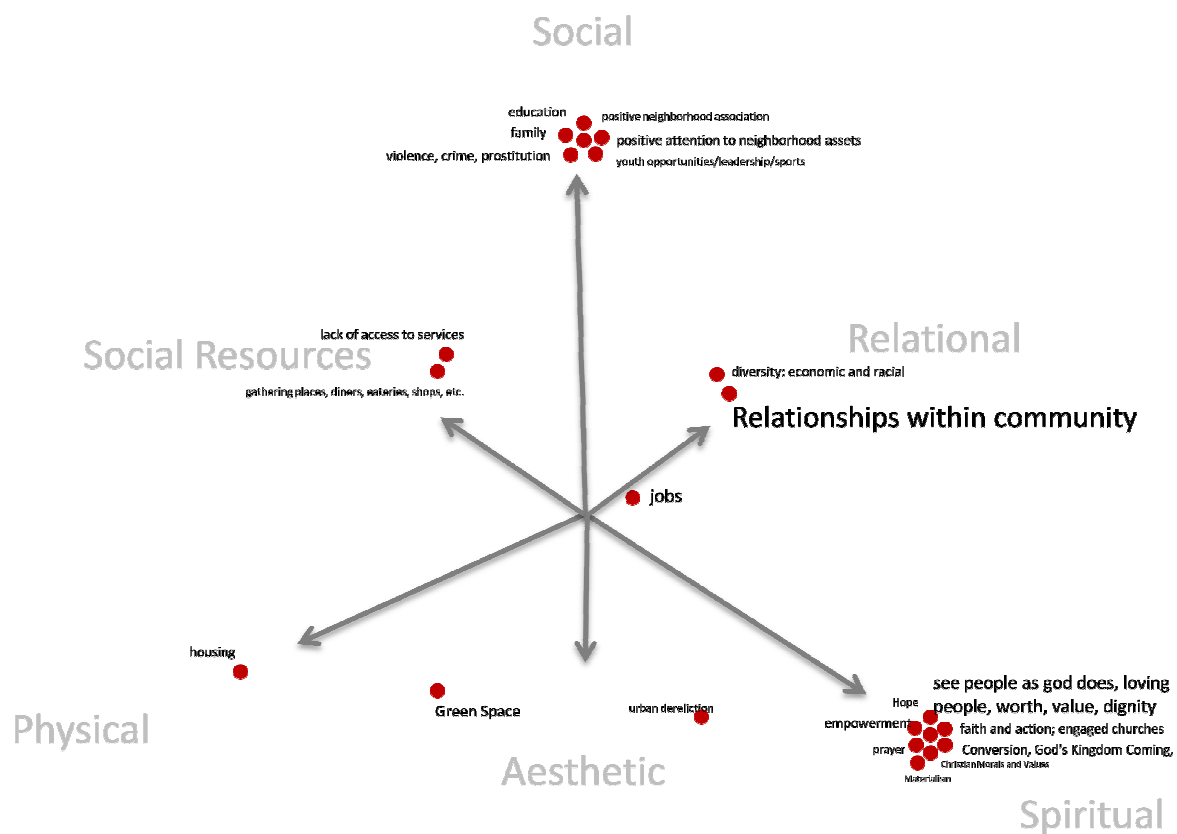 Social
education
positive neighborhood association
family
positive attention to neighborhood assets
violence, crime, prostitution
youth opportunities/leadership/sports
lack of access to services
Social Resources
Relational
diversity: economic and racial
gathering places, diners, eateries, shops, etc.
Relationships within community
jobs
housing
see people as god does, loving
people, worth, value, dignity
Hope
Green Space
urban dereliction
empowerment
faith and action; engaged churches
Physical
prayer
Conversion, God's Kingdom Coming,
Christian Morals and Values
Aesthetic
Materialism
Spiritual